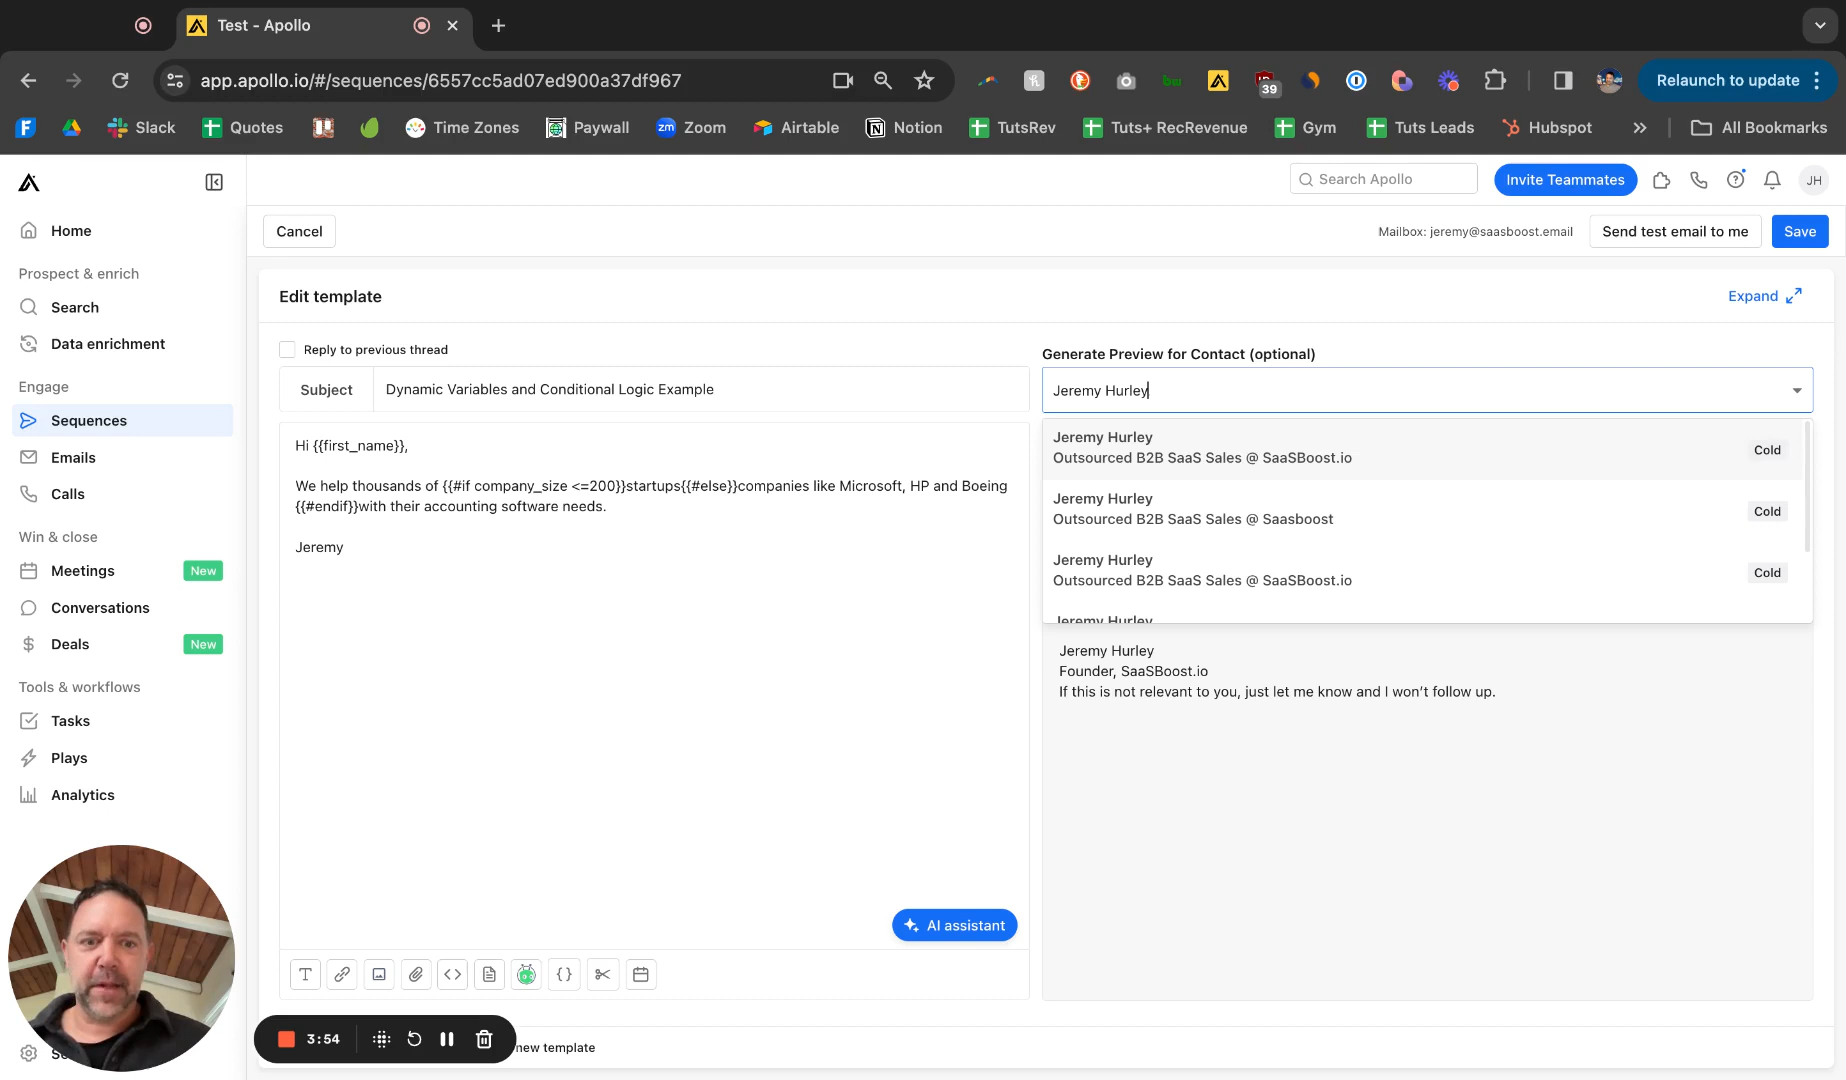 Test - Apollo
app.apollo.io/#/sequences/6557cc5ad07ed900a37df967
39
Relaunch to update
Slack
Quotes
Time Zones
Paywall
zm Zoom
Airtable
Notion
TutsRev
Tuts+ RecRevenue
Gym
Tuts Leads
Hubspot
All Bookmarks
Search Apollo
Invite Teammates
JH
Home
Prospect & enrich
Search
Data enrichment
Engage
Sequences
Emails
Calls
Win & close
Meetings New
Conversations
Deals New
Tools & workflows
Tasks
Plays
Analytics
Cancel
Mailbox: jeremy@saasboost.email
Send test email to me
Save
Edit template
Expand
Reply to previous thread
Subject
Dynamic Variables and Conditional Logic Example
Hi {{first_name}},
We help thousands of {{#if company_size <=200}}startups{{#else}}companies like Microsoft, HP and Boeing
{{#endif}}with their accounting software needs.
Jeremy
AI assistant
Generate Preview for Contact (optional)
Jeremy Hurley
Jeremy Hurley
Outsourced B2B SaaS Sales @ SaaSBoost.io
Cold
Jeremy Hurley
Outsourced B2B SaaS Sales @ Saasboost
Cold
Jeremy Hurley
Outsourced B2B SaaS Sales @ SaaSBoost.io
Cold
Jeremy Hurley
Jeremy Hurley
Founder, SaaSBoost.io
If this is not relevant to you, just let me know and I won't follow up.
3:54
new template